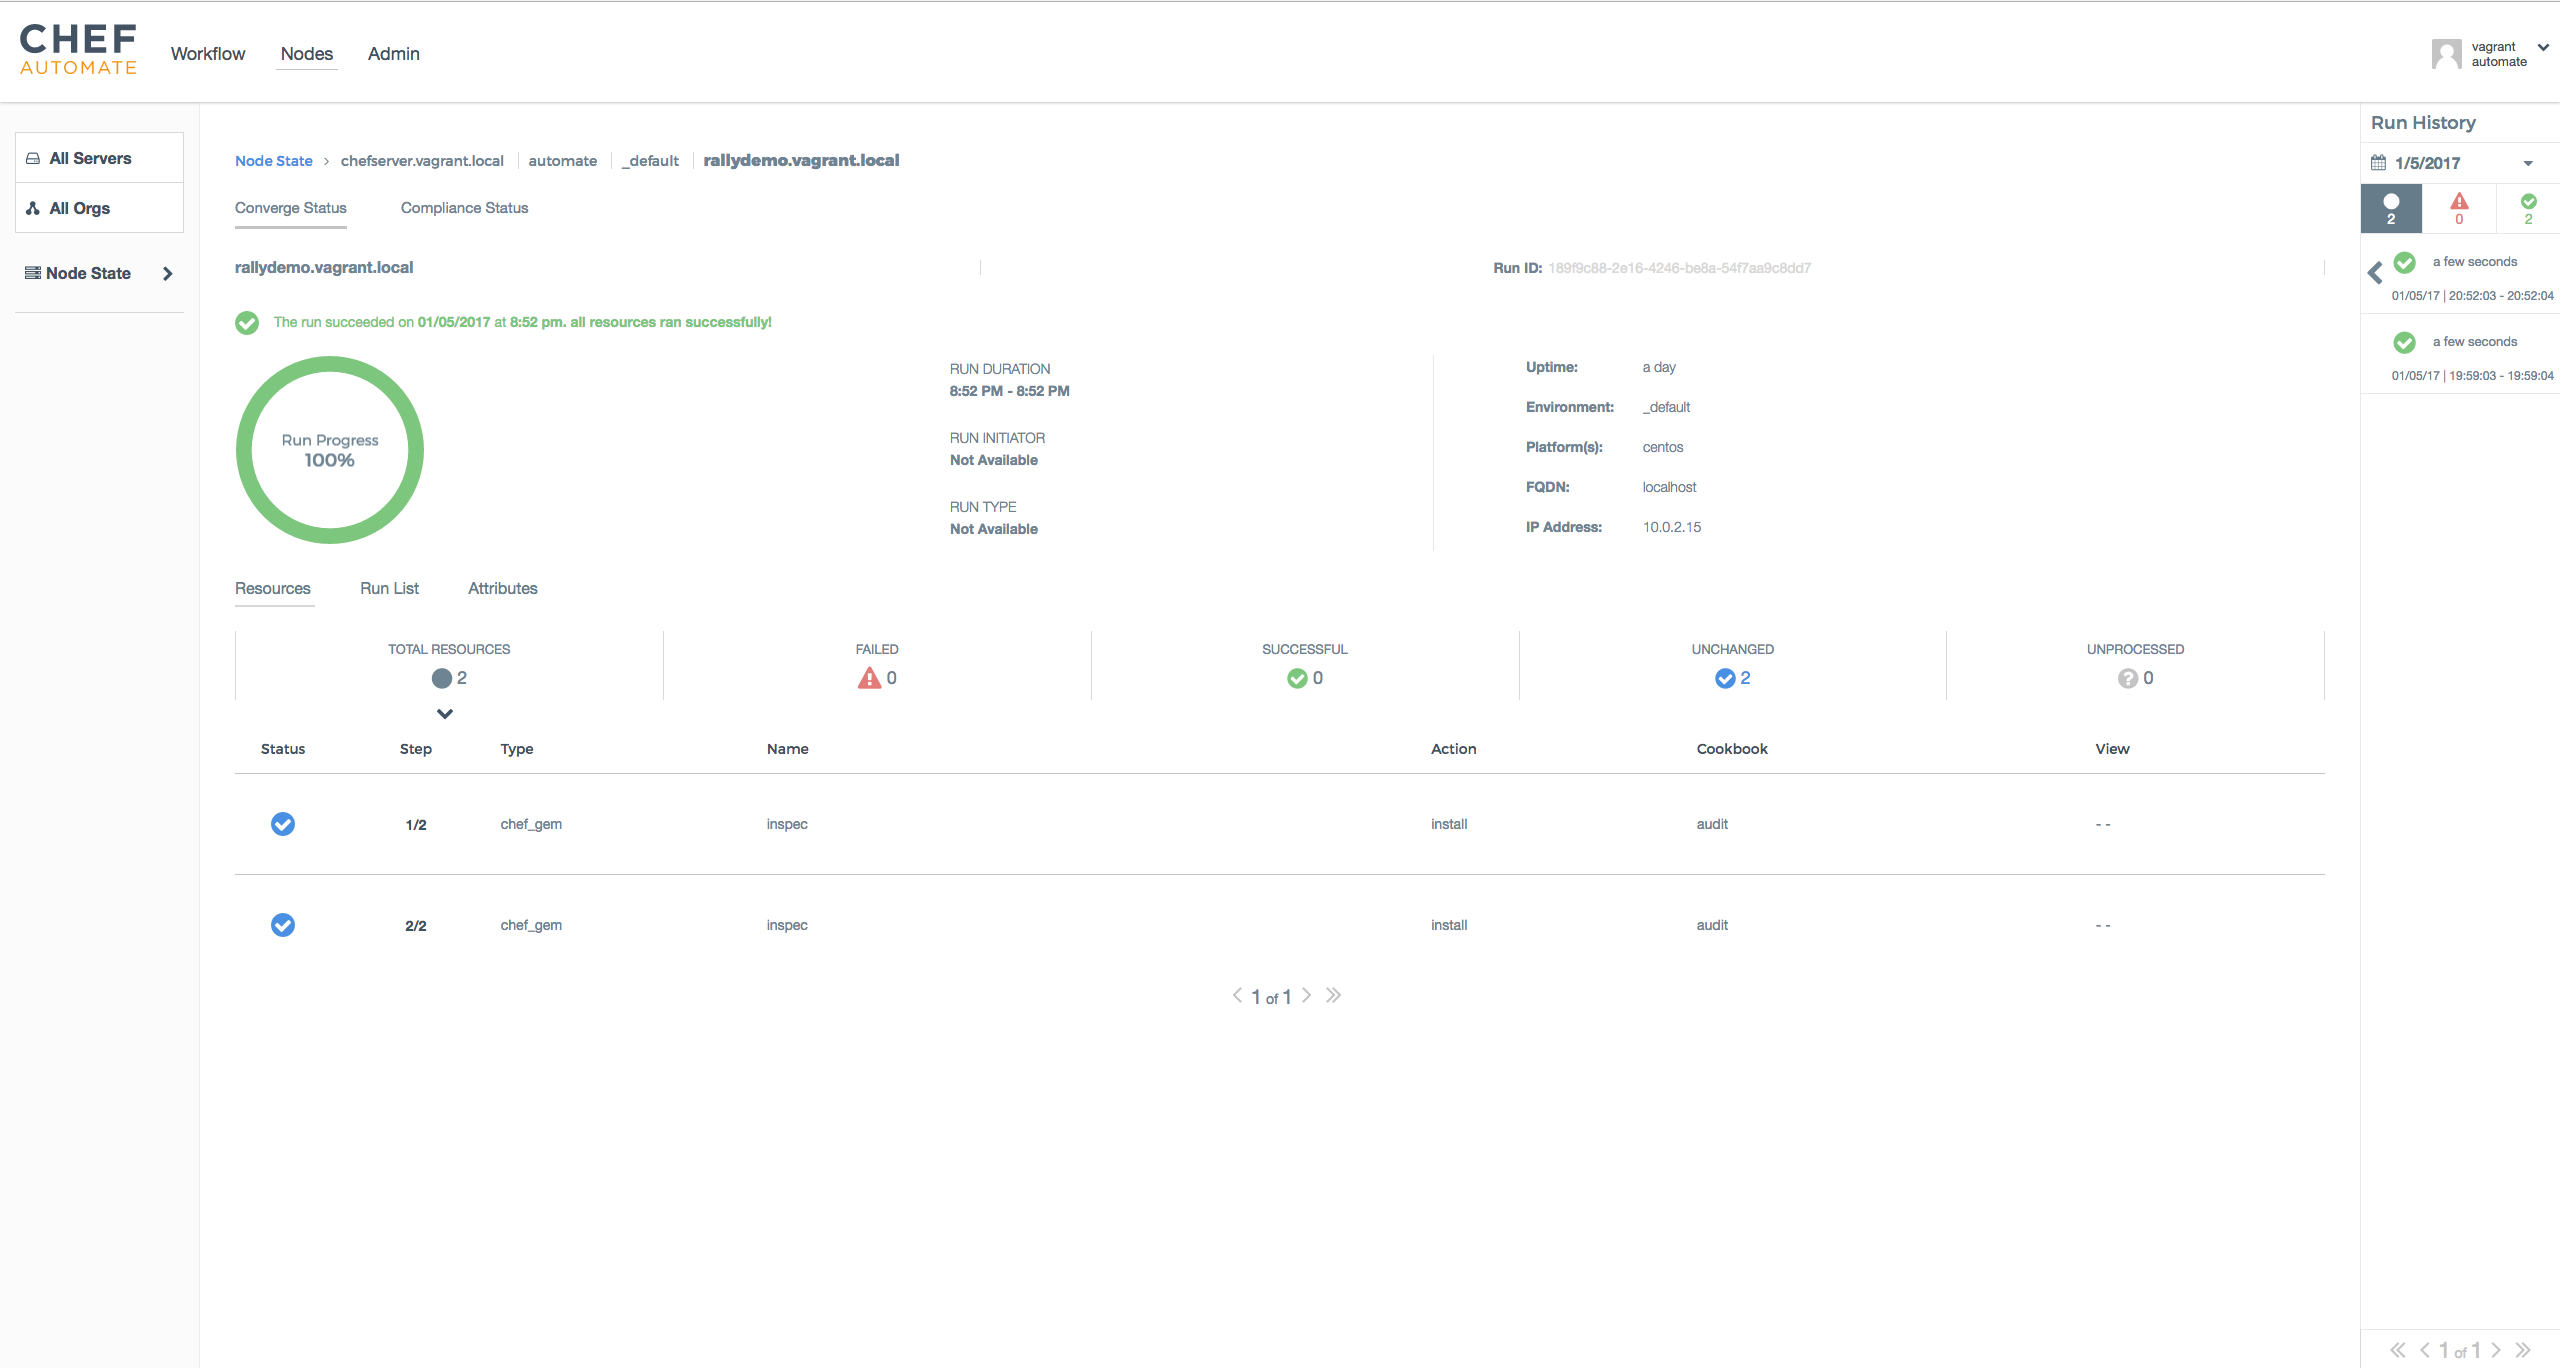 CHEF
AUTOMATE
Workflow Nodes Admin
vagrant
automate
All Servers
All Orgs
Node State
Node State > chefserver.vagrant.local automate _default rallydemo.vagrant.local
Converge Status Compliance Status
rallydemo.vagrant.local
Run ID: 189f9c88-2e16-4246-be8a-54f7aa9c8dd7
The run succeeded on 01/05/2017 at 8:52 pm. all resources ran successfully!
Run Progress
100%
RUN DURATION
8:52 PM - 8:52 PM
RUN INITIATOR
Not Available
RUN TYPE
Not Available
Uptime: a day
Environment: _default
Platform(s): centos
FQDN: localhost
IP Address: 10.0.2.15
Resources Run List Attributes
TOTAL RESOURCES FAILED SUCCESSFUL UNCHANGED UNPROCESSED
2 0 0 2 0
Status Step Type Name Action Cookbook View
1/2 chef_gem inspec install audit - -
2/2 chef_gem inspec install audit - -
1 of 1
Run History
1/5/2017
2 0 2
a few seconds
01/05/17 | 20:52:03 - 20:52:04
a few seconds
01/05/17 | 19:59:03 - 19:59:04
1 of 1